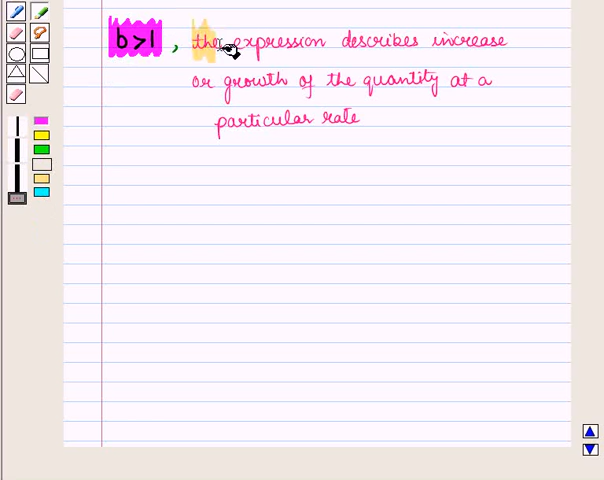 b>1, the expression describes increase
or growth of the quantity at a
particular rate